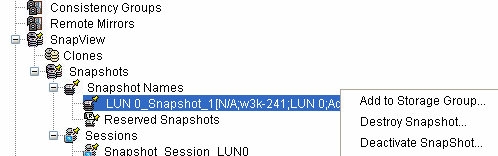 Consistency Groups
Remote Mirrors
SnapView
Clones
Snapshots
Snapshot Names
LUN 0_Snapshot_1[N/A;w3k-241;LUN 0;Ac
Add to Storage Group...
Reserved Snapshots
Destroy Snapshot...
Sessions
Deactivate SnapShot...
Snapshot_Session_LUN0